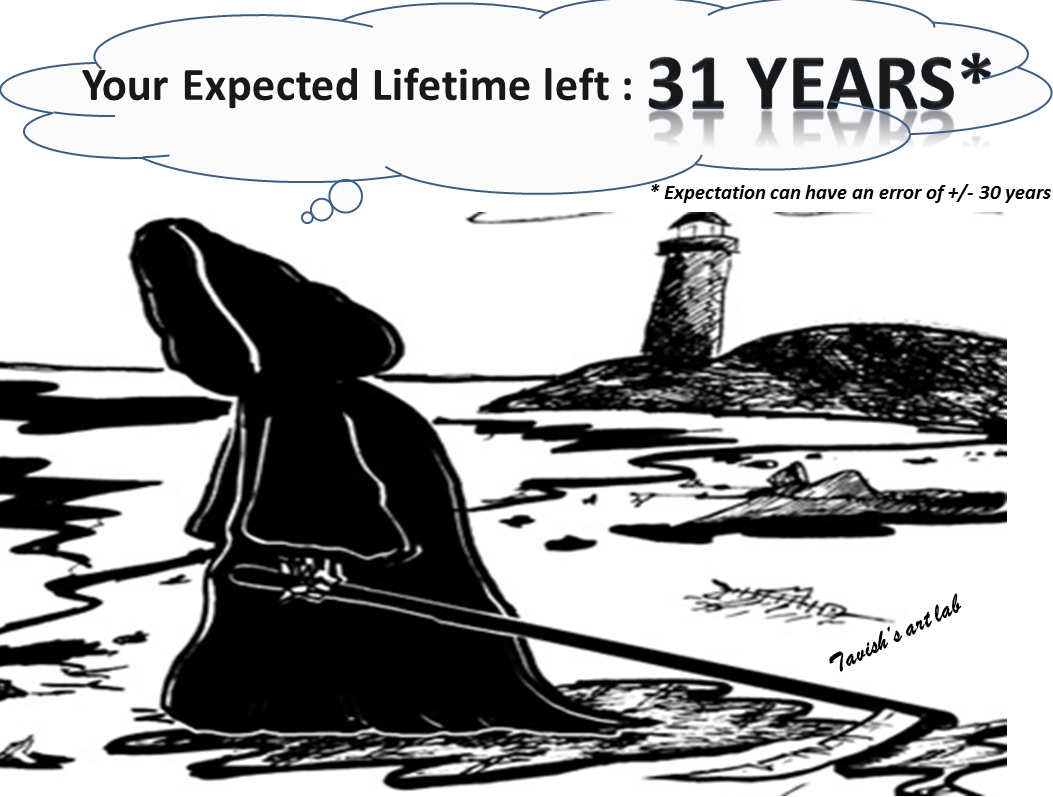 Your Expected Lifetime left : 31 YEARS*
* Expectation can have an error of +/- 30 years
Tavish's art lab